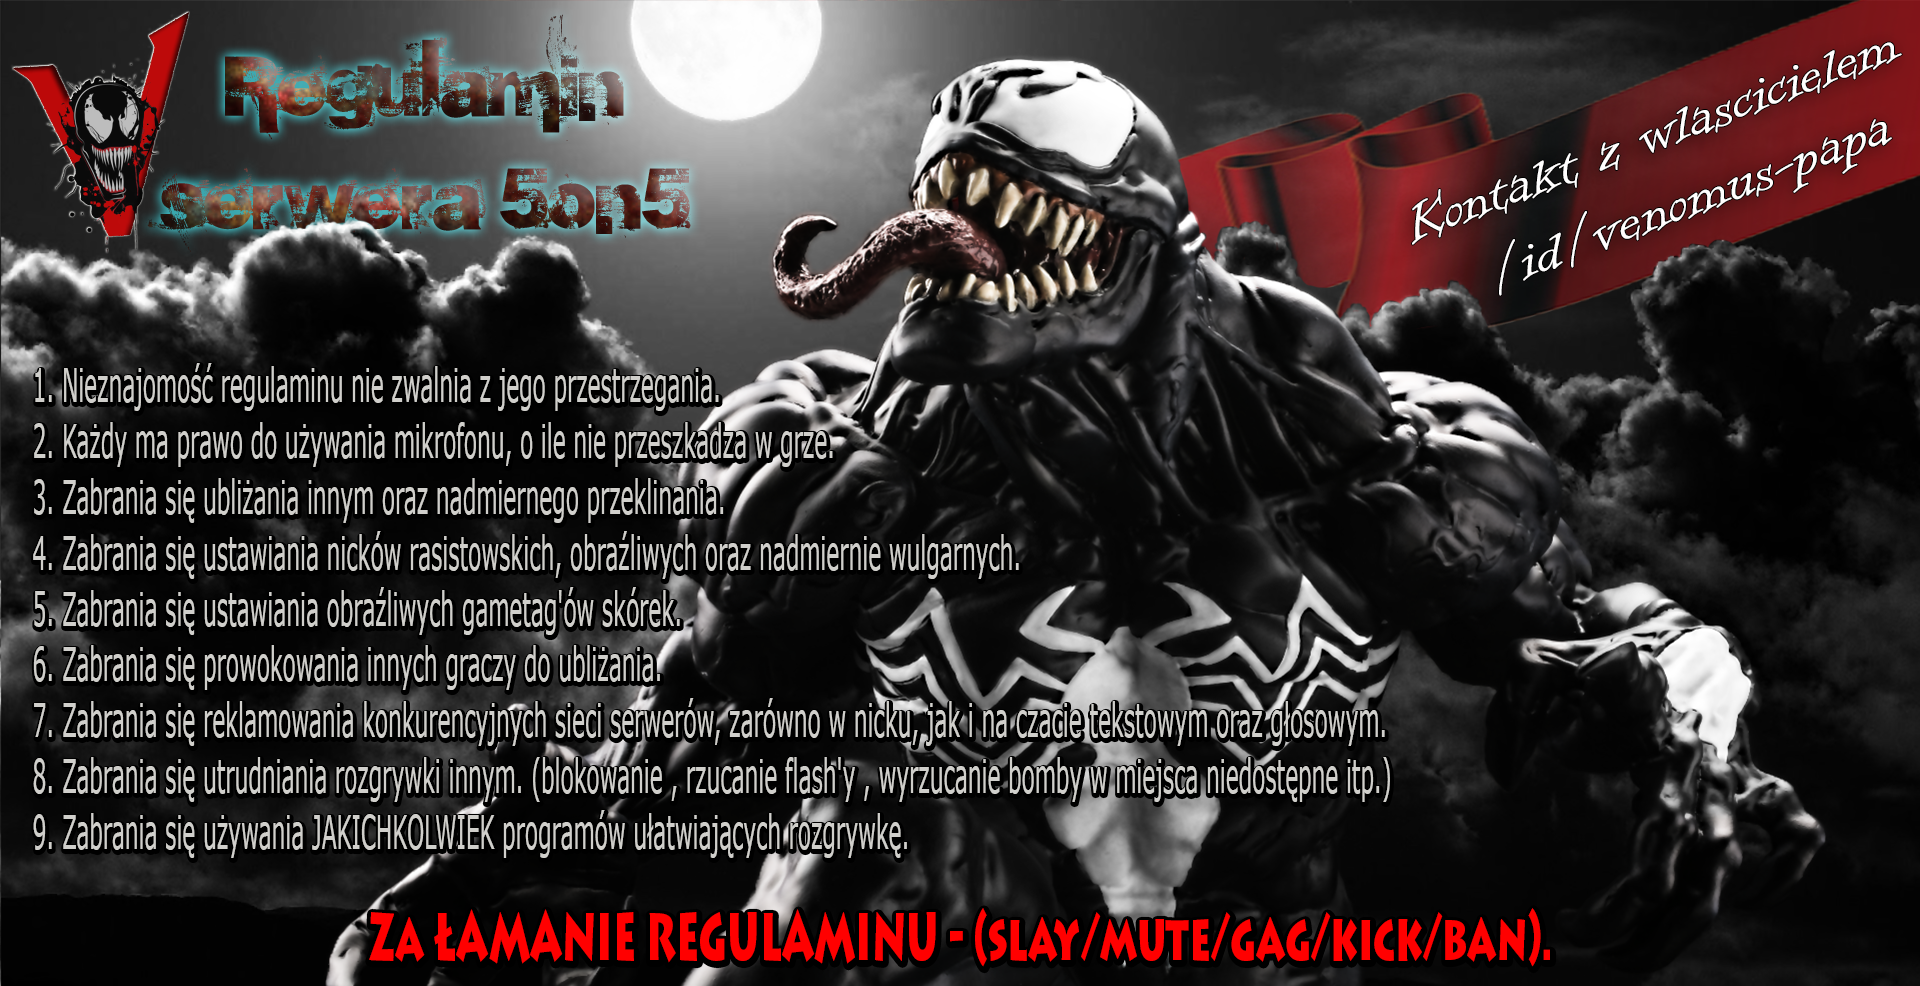 Regulamin
serwera 5on5
Kontakt z wlascicielem
/id/venomus-papa
1. Nieznajomość regulaminu nie zwalnia z jego przestrzegania.
2. Każdy ma prawo do używania mikrofonu, o ile nie przeszkadza w grze.
3. Zabrania się ubliżania innym oraz nadmiernego przeklinania.
4. Zabrania się ustawiania nicków rasistowskich, obraźliwych oraz nadmiernie wulgarnych.
5. Zabrania się ustawiania obraźliwych gametag'ów skórek.
6. Zabrania się prowokowania innych graczy do ubliżania.
7. Zabrania się reklamowania konkurencyjnych sieci serwerów, zarówno w nicku, jak i na czacie tekstowym oraz głosowym.
8. Zabrania się utrudniania rozgrywki innym. (blokowanie , rzucanie flash'y , wyrzucanie bomby w miejsca niedostępne itp.)
9. Zabrania się używania JAKICHKOLWIEK programów ułatwiających rozgrywkę.
Za ŁAMANIE REGULAMINU - (SLAY/MUTE/GAG/KICK/BAN).